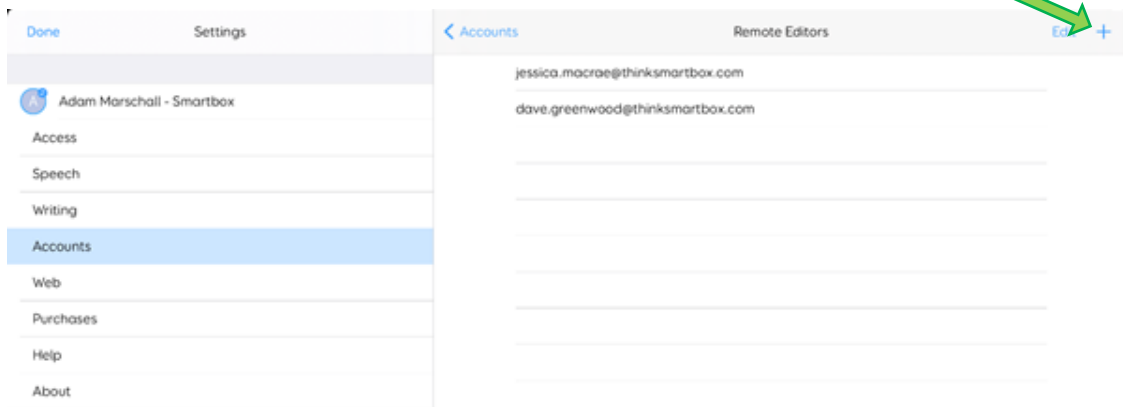 Done Settings
Accounts Remote Editors Ed +
jessica.macrae@thinksmartbox.com
A Adam Marschall - Smartbox
dave.greenwood@thinksmartbox.com
Access
Speech
Writing
Accounts
Web
Purchases
Help
About